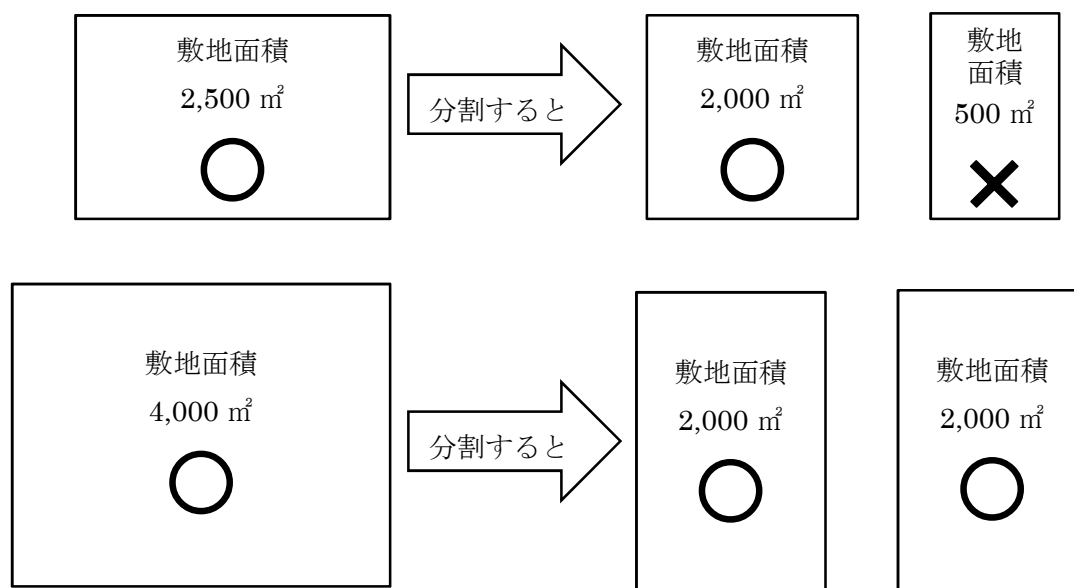 敷地面積
2,500 ㎡
分割すると
敷地面積
2,000 ㎡
敷地
面積
500 ㎡
敷地面積
4,000 ㎡
分割すると
敷地面積
2,000 ㎡
敷地面積
2,000 ㎡